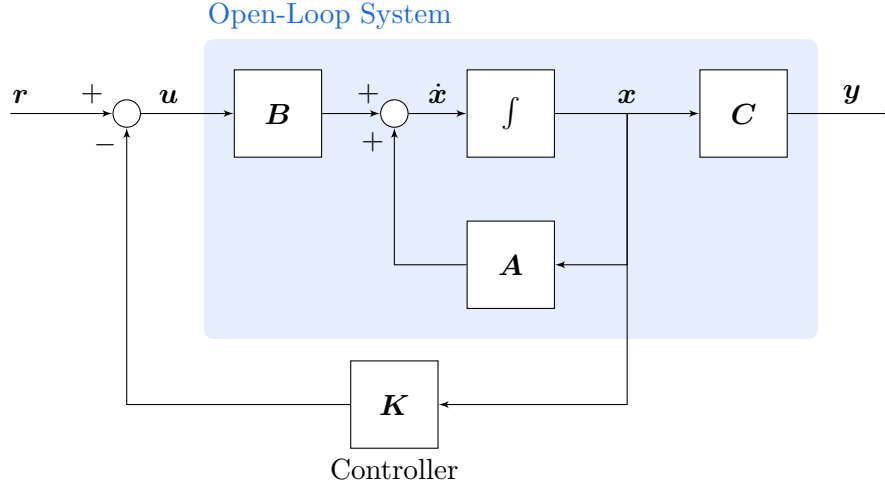 Open-Loop System
r + u B + ẋ ∫ x C y
− +
A
K
Controller